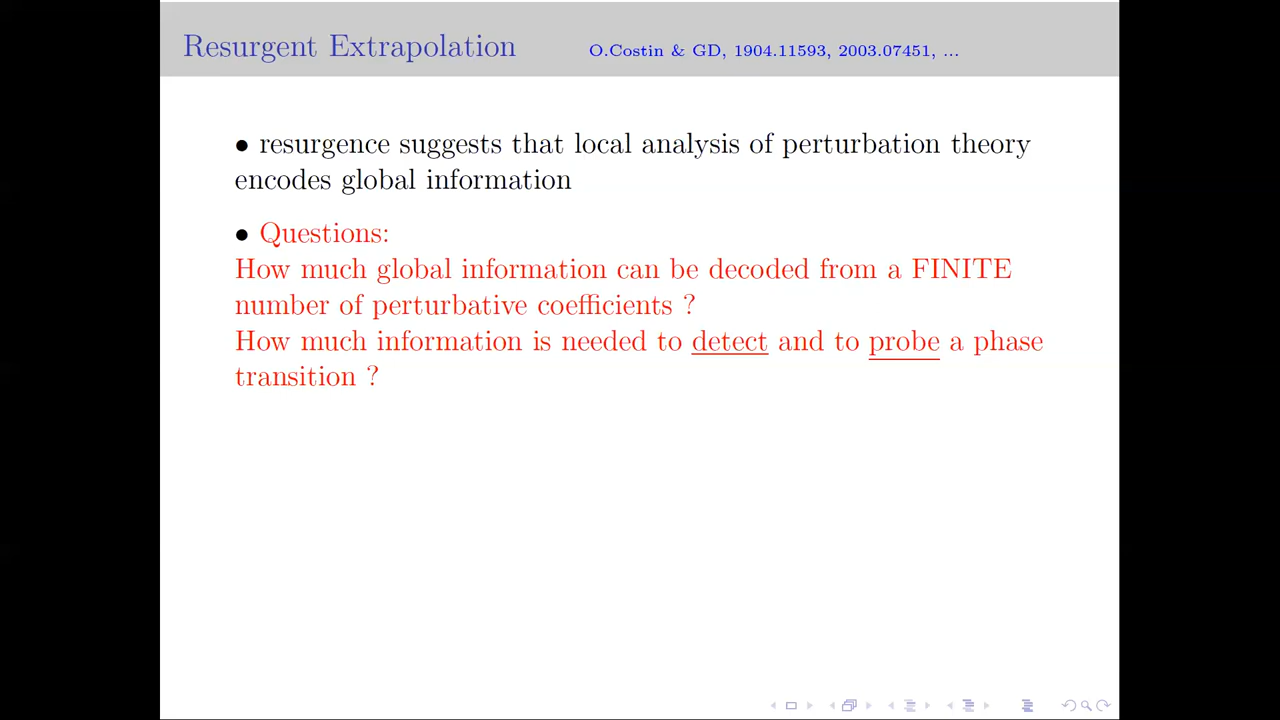 Resurgent Extrapolation O.Costin & GD, 1904.11593, 2003.07451, ...
• resurgence suggests that local analysis of perturbation theory
encodes global information
• Questions:
How much global information can be decoded from a FINITE
number of perturbative coefficients ?
How much information is needed to detect and to probe a phase
transition ?